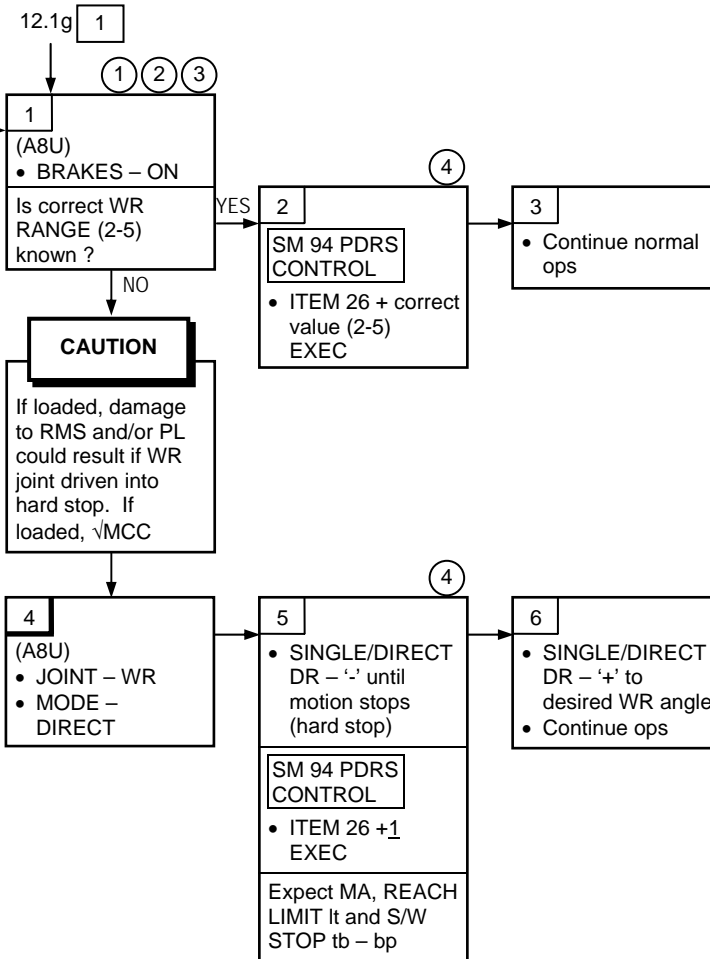 12.1g 1
1 2 3
1
(A8U)
• BRAKES – ON
Is correct WR
RANGE (2-5)
known ?
YES
NO
4
2
SM 94 PDRS
CONTROL
• ITEM 26 + correct
value (2-5)
EXEC
3
• Continue normal
ops
CAUTION
If loaded, damage
to RMS and/or PL
could result if WR
joint driven into
hard stop. If
loaded, √MCC
4
(A8U)
• JOINT – WR
• MODE –
DIRECT
4
5
• SINGLE/DIRECT
DR – ‘-’ until
motion stops
(hard stop)
SM 94 PDRS
CONTROL
• ITEM 26 +1
EXEC
Expect MA, REACH
LIMIT lt and S/W
STOP tb – bp
6
• SINGLE/DIRECT
DR – ‘+’ to
desired WR angle
• Continue ops